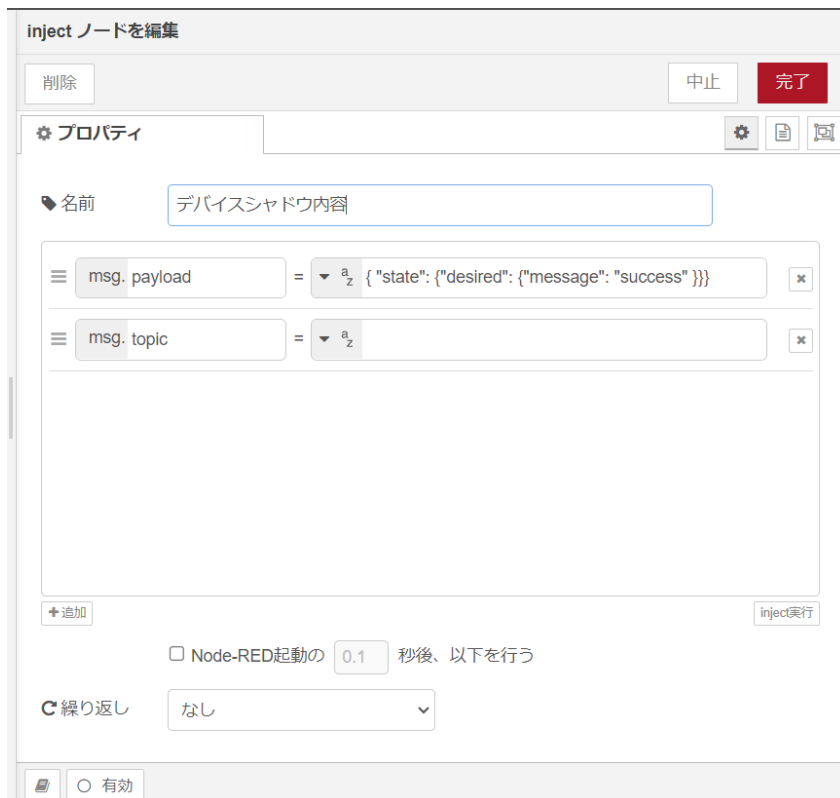 inject ノードを編集
削除
中止
完了
プロパティ
名前
デバイスシャドウ内容
msg. payload = az { "state": {"desired": {"message": "success" }}}
msg. topic = az
追加
inject実行
Node-RED起動の 0.1 秒後、以下を行う
繰り返し
なし
有効